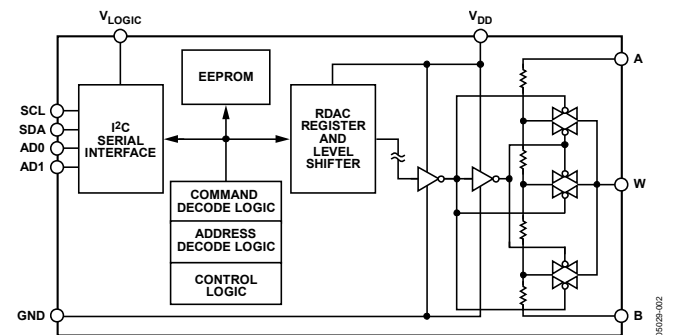 VLOGIC
VDD
A
EEPROM
SCL
SDA
AD0
AD1
I2C
SERIAL
INTERFACE
RDAC
REGISTER
AND
LEVEL
SHIFTER
COMMAND
DECODE LOGIC
ADDRESS
DECODE LOGIC
CONTROL
LOGIC
W
GND
B
05029-002